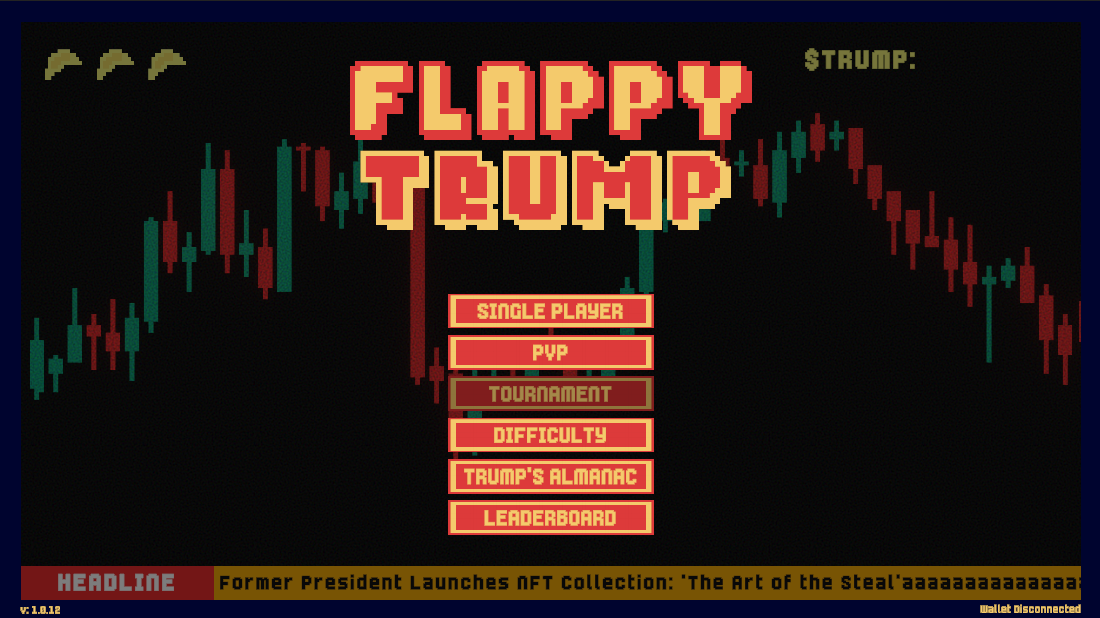 $TRUMP:
FLAPPY
TRUMP
SINGLE PLAYER
PVP
TOURNAMENT
DIFFICULTY
TRUMP'S ALMANAC
LEADERBOARD
HEADLINE
Former President Launches NFT Collection: 'The Art of the Steal'aaaaaaaaaaaaaaa
v: 1.0.12
Wallet Disconnected